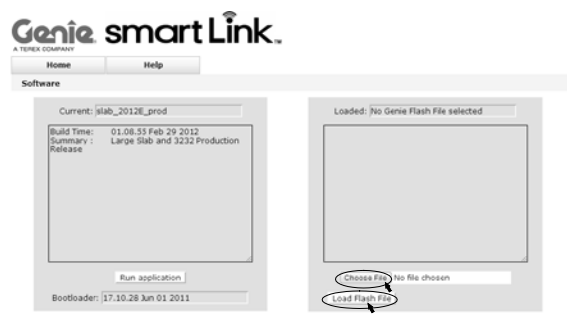 Genie smartLink™
A TEREX COMPANY
Home Help
Software
Current: slab_2012E_prod
Build Time: 01.08.55 Feb 29 2012
Summary : Large Slab and 3232 Production
Release
Run application
Bootloader: 17.10.28 Jun 01 2011
Loaded: No Genie Flash File selected
Choose File No file chosen
Load Flash File